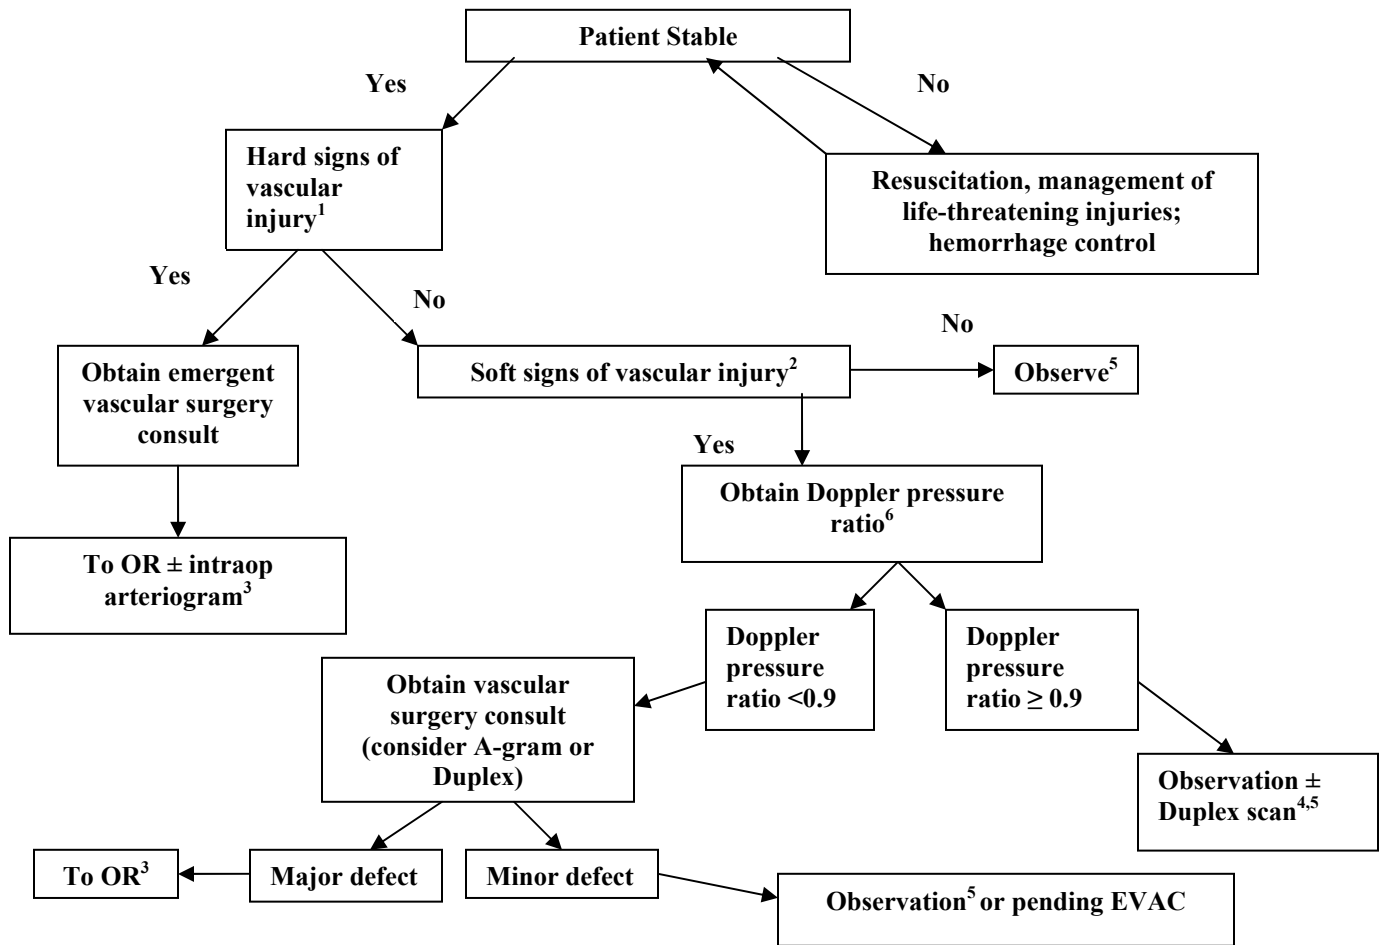 Patient Stable
Yes
No
Hard signs of
vascular
injury¹
Resuscitation, management of
life-threatening injuries;
hemorrhage control
Yes
No
No
Obtain emergent
vascular surgery
consult
Soft signs of vascular injury²
Observe⁵
Yes
Obtain Doppler pressure
ratio⁶
To OR ± intraop
arteriogram³
Doppler
pressure
ratio <0.9
Doppler
pressure
ratio ≥ 0.9
Obtain vascular
surgery consult
(consider A-gram or
Duplex)
Observation ±
Duplex scan⁴,⁵
To OR³
Major defect
Minor defect
Observation⁵ or pending EVAC